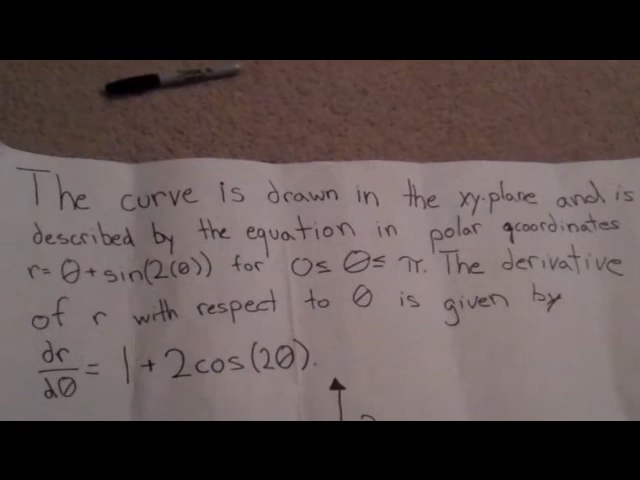 The curve is drawn in the xy-plane and is
described by the equation in polar qcoordinates
r= θ+sin(2(θ)) for 0≤ θ≤ π. The derivative
of r with respect to θ is given by
dr/dθ = 1+2cos(2θ).